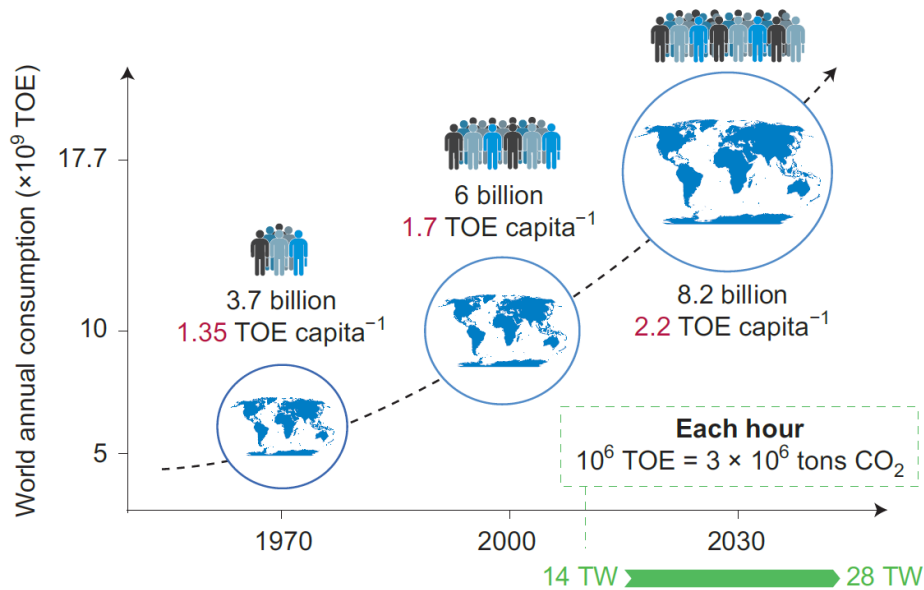 World annual consumption (×10⁹ TOE)
17.7
10
5
3.7 billion
1.35 TOE capita⁻¹
6 billion
1.7 TOE capita⁻¹
8.2 billion
2.2 TOE capita⁻¹
Each hour
10⁶ TOE = 3 × 10⁶ tons CO₂
1970
2000
2030
14 TW
28 TW